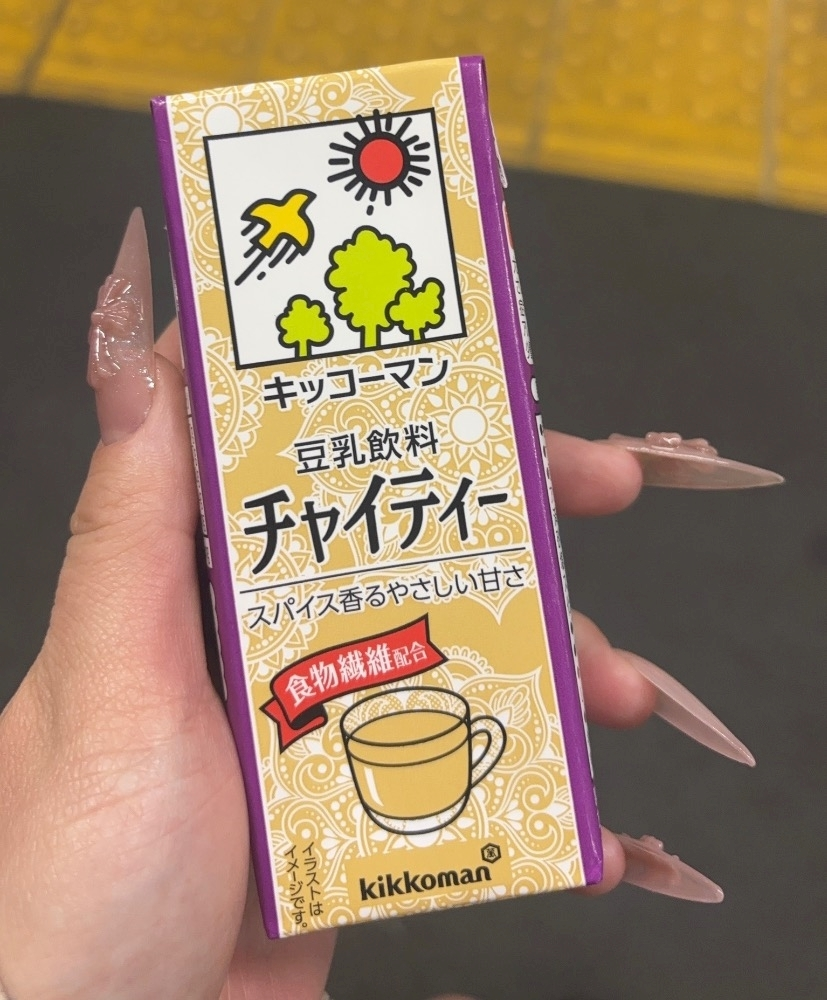 キッコーマン
豆乳飲料
チャイティー
スパイス香るやさしい甘さ
食物繊維配合
kikkoman
イラストは
イメージです。